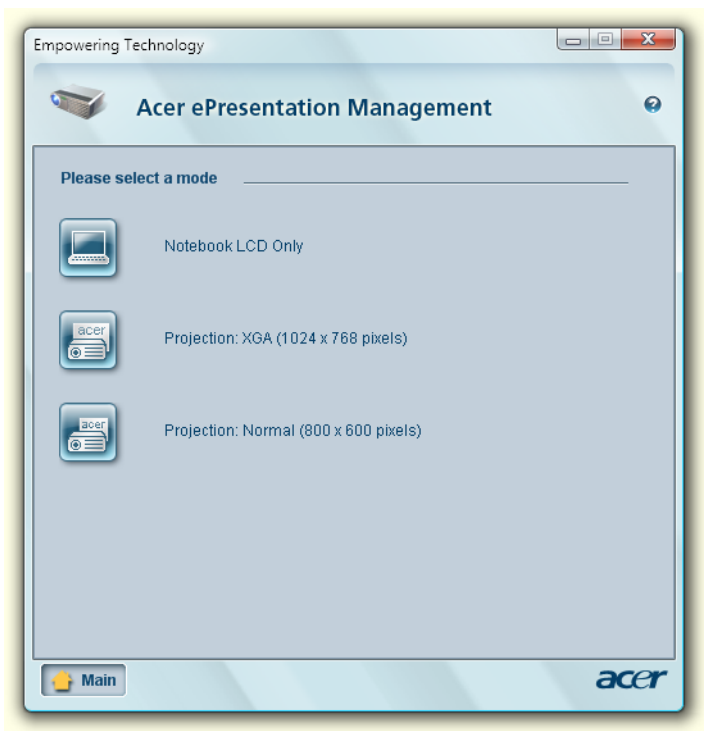 Empowering Technology
Acer ePresentation Management
Please select a mode
Notebook LCD Only
acer
Projection: XGA (1024 x 768 pixels)
acer
Projection: Normal (800 x 600 pixels)
Main
acer